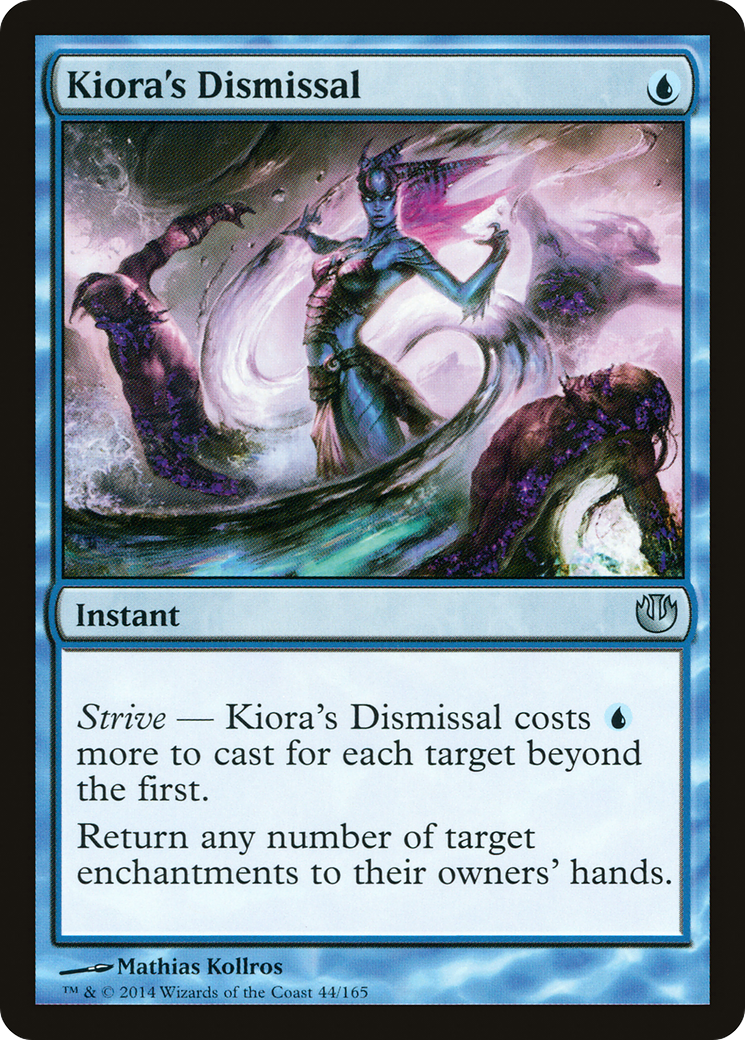 Kiora's Dismissal
Instant
Strive — Kiora's Dismissal costs
more to cast for each target beyond
the first.
Return any number of target
enchantments to their owners' hands.
Mathias Kollros
™ & © 2014 Wizards of the Coast 44/165